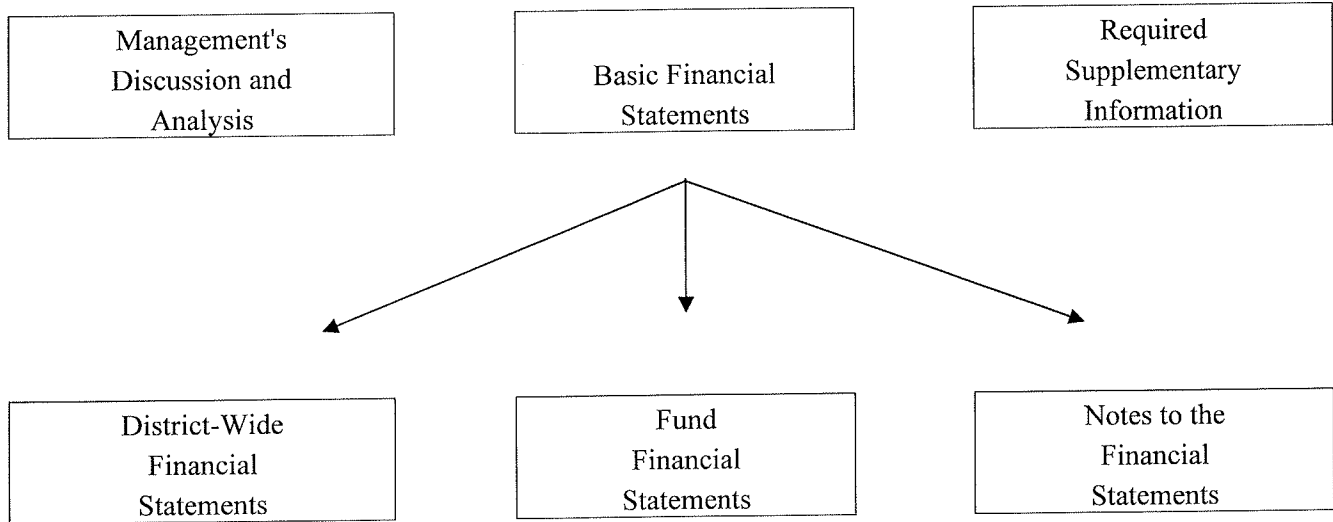 Management's
Discussion and
Analysis
Basic Financial
Statements
Required
Supplementary
Information
District-Wide
Financial
Statements
Fund
Financial
Statements
Notes to the
Financial
Statements